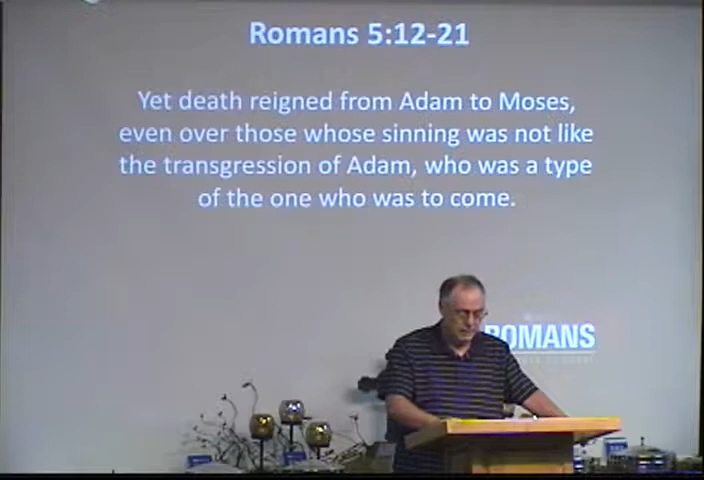 Romans 5:12-21
Yet death reigned from Adam to Moses,
even over those whose sinning was not like
the transgression of Adam, who was a type
of the one who was to come.
ROMANS